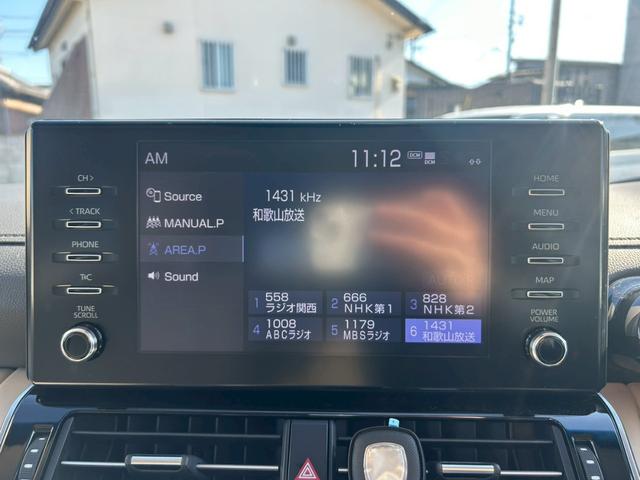 AM
11:12
DCM
DCM
CH>
< TRACK
PHONE
T&C
TUNE
SCROLL
Source
MANUAL.P
AREA.P
Sound
1431 kHz
和歌山放送
1 558
ラジオ関西
2 666
NHK第1
3 828
NHK第2
4 1008
ABCラジオ
5 1179
MBSラジオ
6 1431
和歌山放送
HOME
MENU
AUDIO
MAP
POWER
VOLUME